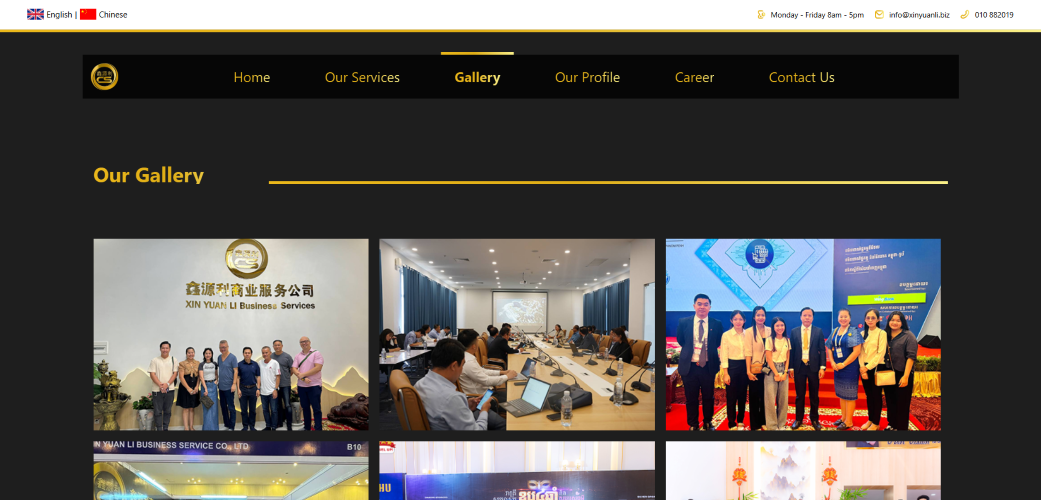 English | Chinese
Monday - Friday 8am - 5pm
info@xinyuanli.biz
010 882019
Home
Our Services
Gallery
Our Profile
Career
Contact Us
Our Gallery
鑫源利商业服务公司
XIN YUAN LI Business Services
N YUAN LI BUSINESS SERVICE CO., LTD
B10
HU